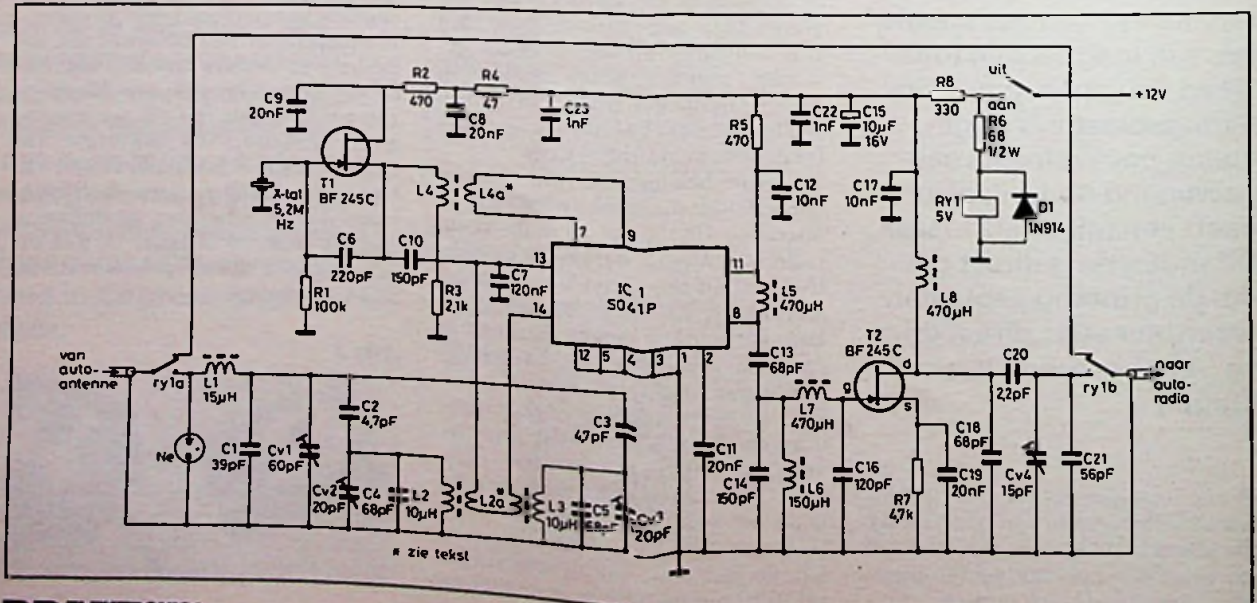 R2
470
R4
47
C9
20nF
C8
20nF
C23
1nF
R5
470
C22
1nF
C15
10µF
16V
R8
330
uit
aan
+12V
R6
68
1/2W
T1
BF 245C
X-tal
5,2M
Hz
L4
L4a*
C12
10nF
C17
10nF
RY1
5V
D1
1N914
7
9
C6
220pF
C10
150pF
13
C7
120nF
14
IC 1
SO41P
11
8
L5
470µH
L8
470µH
R1
100k
R3
2,1k
12
5
4
3
1
2
T2
BF 245C
d
g
s
C13
68pF
L7
470µH
C20
2,2pF
van
auto-
antenne
ry1a
L1
15µH
ry1b
naar
auto-
radio
C2
4,7pF
C3
4,7pF
Ne
C1
39pF
Cv1
60pF
Cv2
20pF
C4
68pF
L2
10µH
L2a*
L3
10µH
C5
68pF
Cv3
20pF
C11
20nF
C14
150pF
L6
150µH
C16
120pF
R7
4,7k
C19
20nF
C18
68pF
Cv4
15pF
C21
56pF
* zie tekst